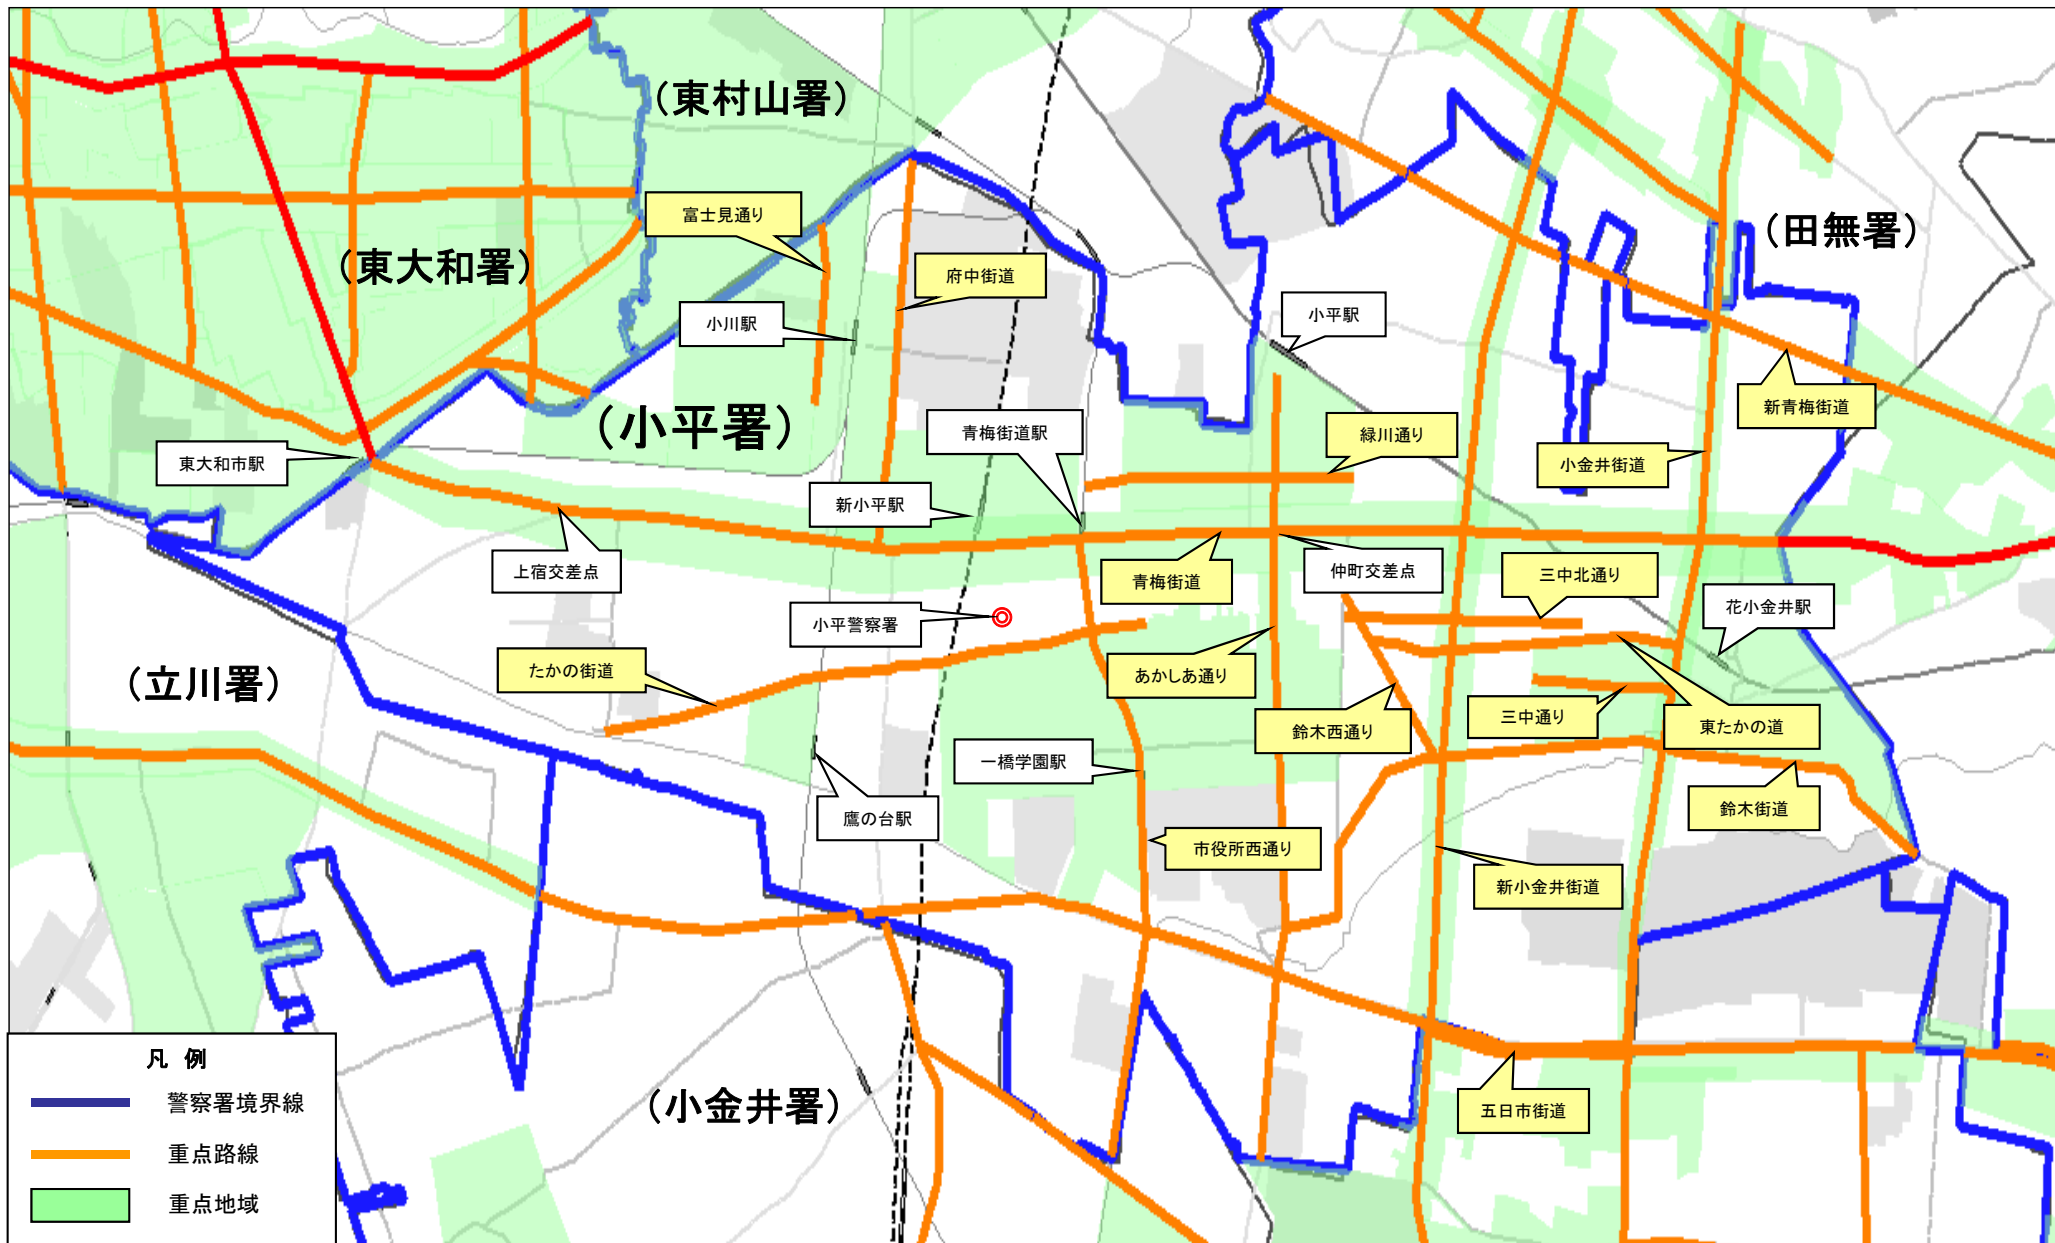 （東村山署）
富士見通り
（田無署）
（東大和署）
府中街道
小川駅
小平駅
新青梅街道
（小平署）
青梅街道駅
緑川通り
東大和市駅
小金井街道
新小平駅
上宿交差点
青梅街道
仲町交差点
三中北通り
花小金井駅
小平警察署
（立川署）
たかの街道
あかしあ通り
鈴木西通り
三中通り
東たかの道
一橋学園駅
鷹の台駅
鈴木街道
市役所西通り
新小金井街道
（小金井署）
五日市街道
凡 例
警察署境界線
重点路線
重点地域